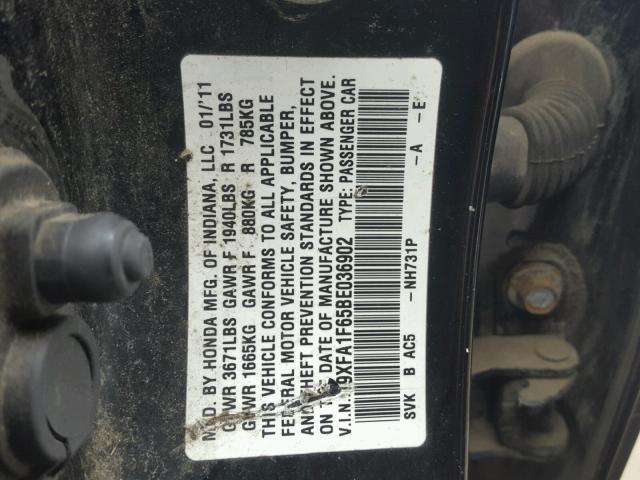 MFD. BY HONDA MFG. OF INDIANA, LLC 01/'11
GVWR 3671LBS GAWR F 1940LBS R 1731LBS
GVWR 1665KG GAWR F 880KG R 785KG
THIS VEHICLE CONFORMS TO ALL APPLICABLE
FEDERAL MOTOR VEHICLE SAFETY, BUMPER,
AND THEFT PREVENTION STANDARDS IN EFFECT
ON THE DATE OF MANUFACTURE SHOWN ABOVE.
V.I.N.: 19XFA1F65BE036902 TYPE: PASSENGER CAR
SVK B AC5 -NH731P -A -E